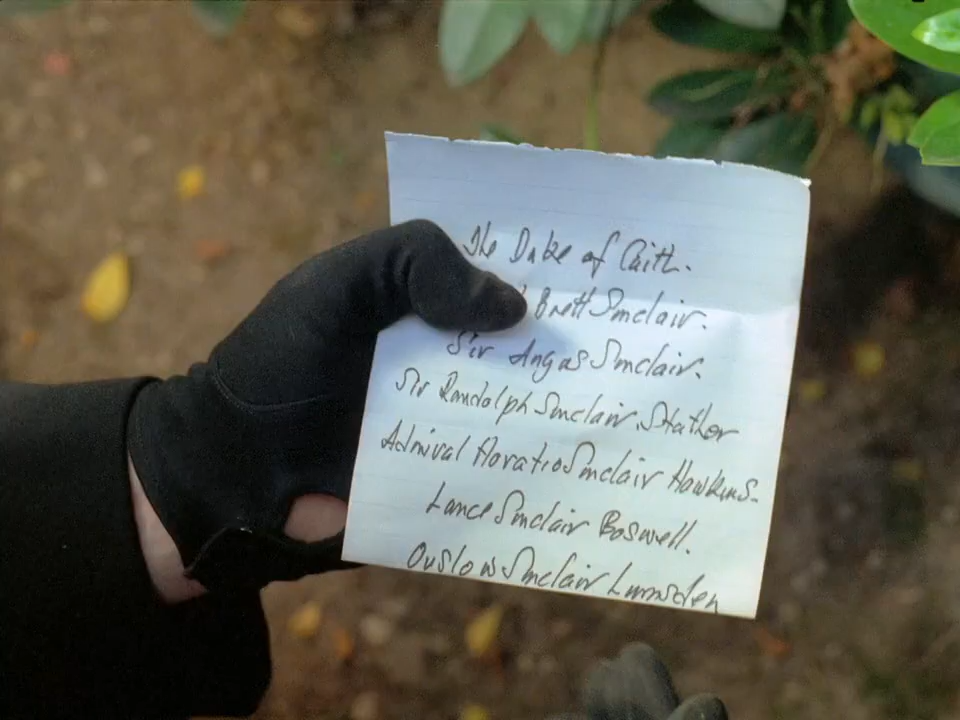 The Duke of Caith.
Brett Sinclair.
Sir Angus Sinclair.
Sir Randolph Sinclair Stather
Admiral Horatio Sinclair Hawkins.
Lance Sinclair Boswell.
Onslow Sinclair Lumsden